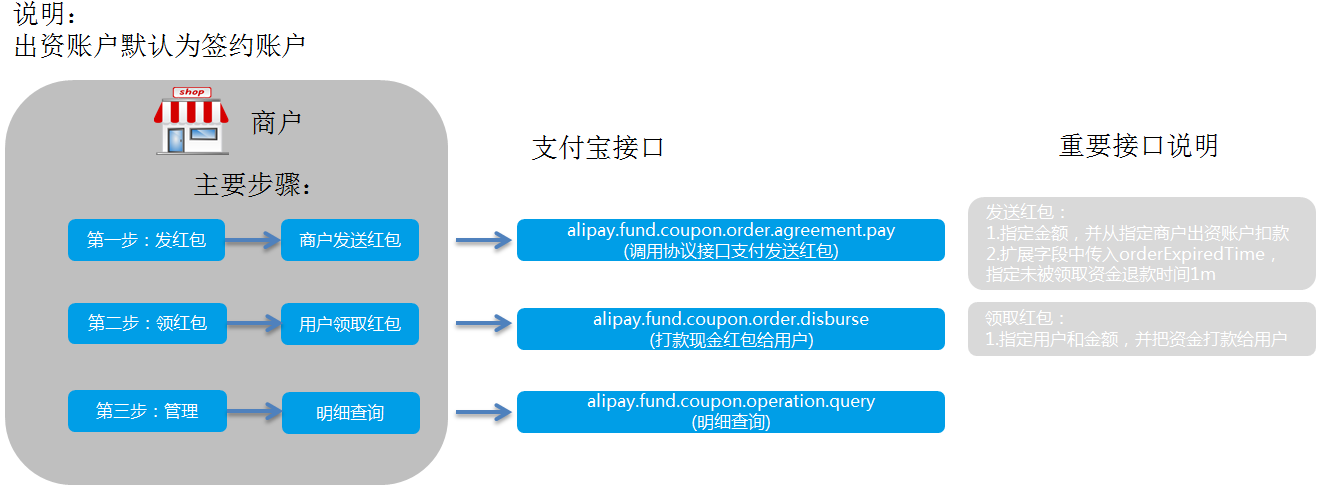 说明：
出资账户默认为签约账户
shop
商户
支付宝接口
重要接口说明
主要步骤：
第一步：发红包
商户发送红包
alipay.fund.coupon.order.agreement.pay
(调用协议接口支付发送红包)
发送红包：
1.指定金额，并从指定商户出资账户扣款
2.扩展字段中传入orderExpiredTime，
指定未被领取资金退款时间1m
第二步：领红包
用户领取红包
alipay.fund.coupon.order.disburse
(打款现金红包给用户)
领取红包：
1.指定用户和金额，并把资金打款给用户
第三步：管理
明细查询
alipay.fund.coupon.operation.query
(明细查询)